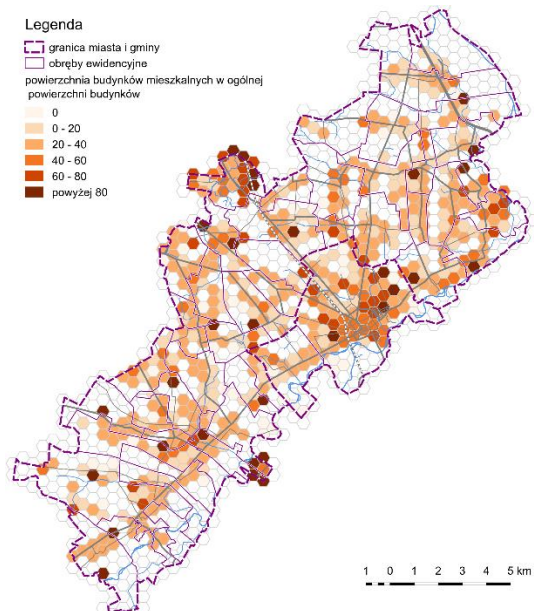 Legenda
granica miasta i gminy
obręby ewidencyjne
powierzchnia budynków mieszkalnych w ogólnej
powierzchni budynków
0
0 - 20
20 - 40
40 - 60
60 - 80
powyżej 80
1 0 1 2 3 4 5 km